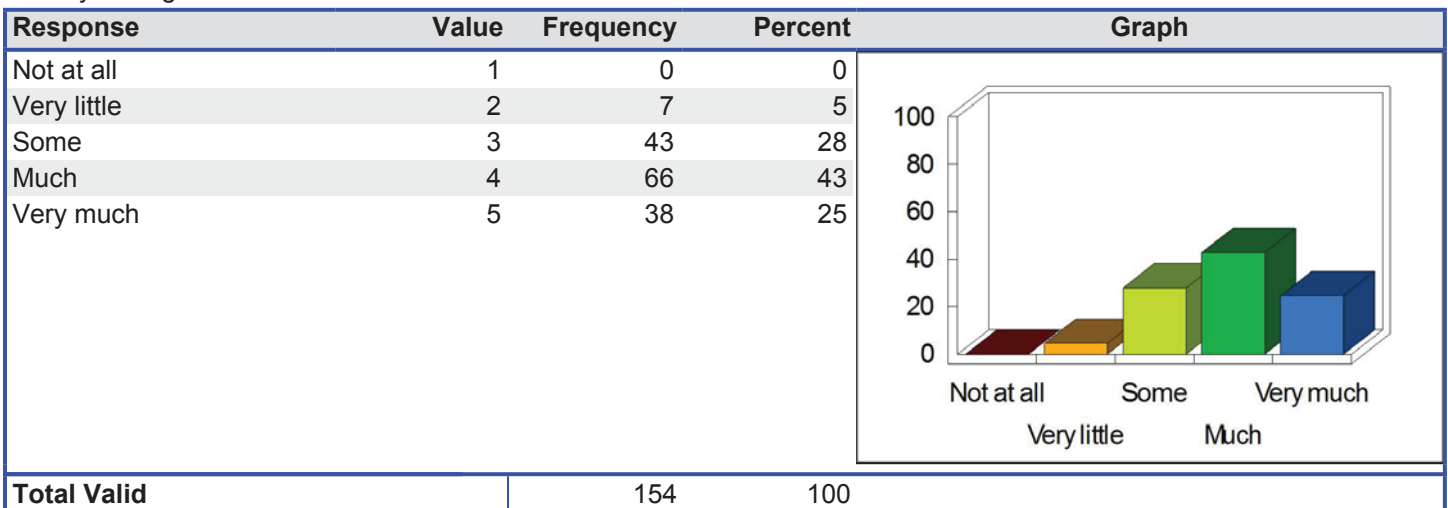 Response Value Frequency Percent Graph
Not at all 1 0 0
Very little 2 7 5
Some 3 43 28
Much 4 66 43
Very much 5 38 25
100
80
60
40
20
0
Not at all Some Very much
Very little Much
Total Valid 154 100